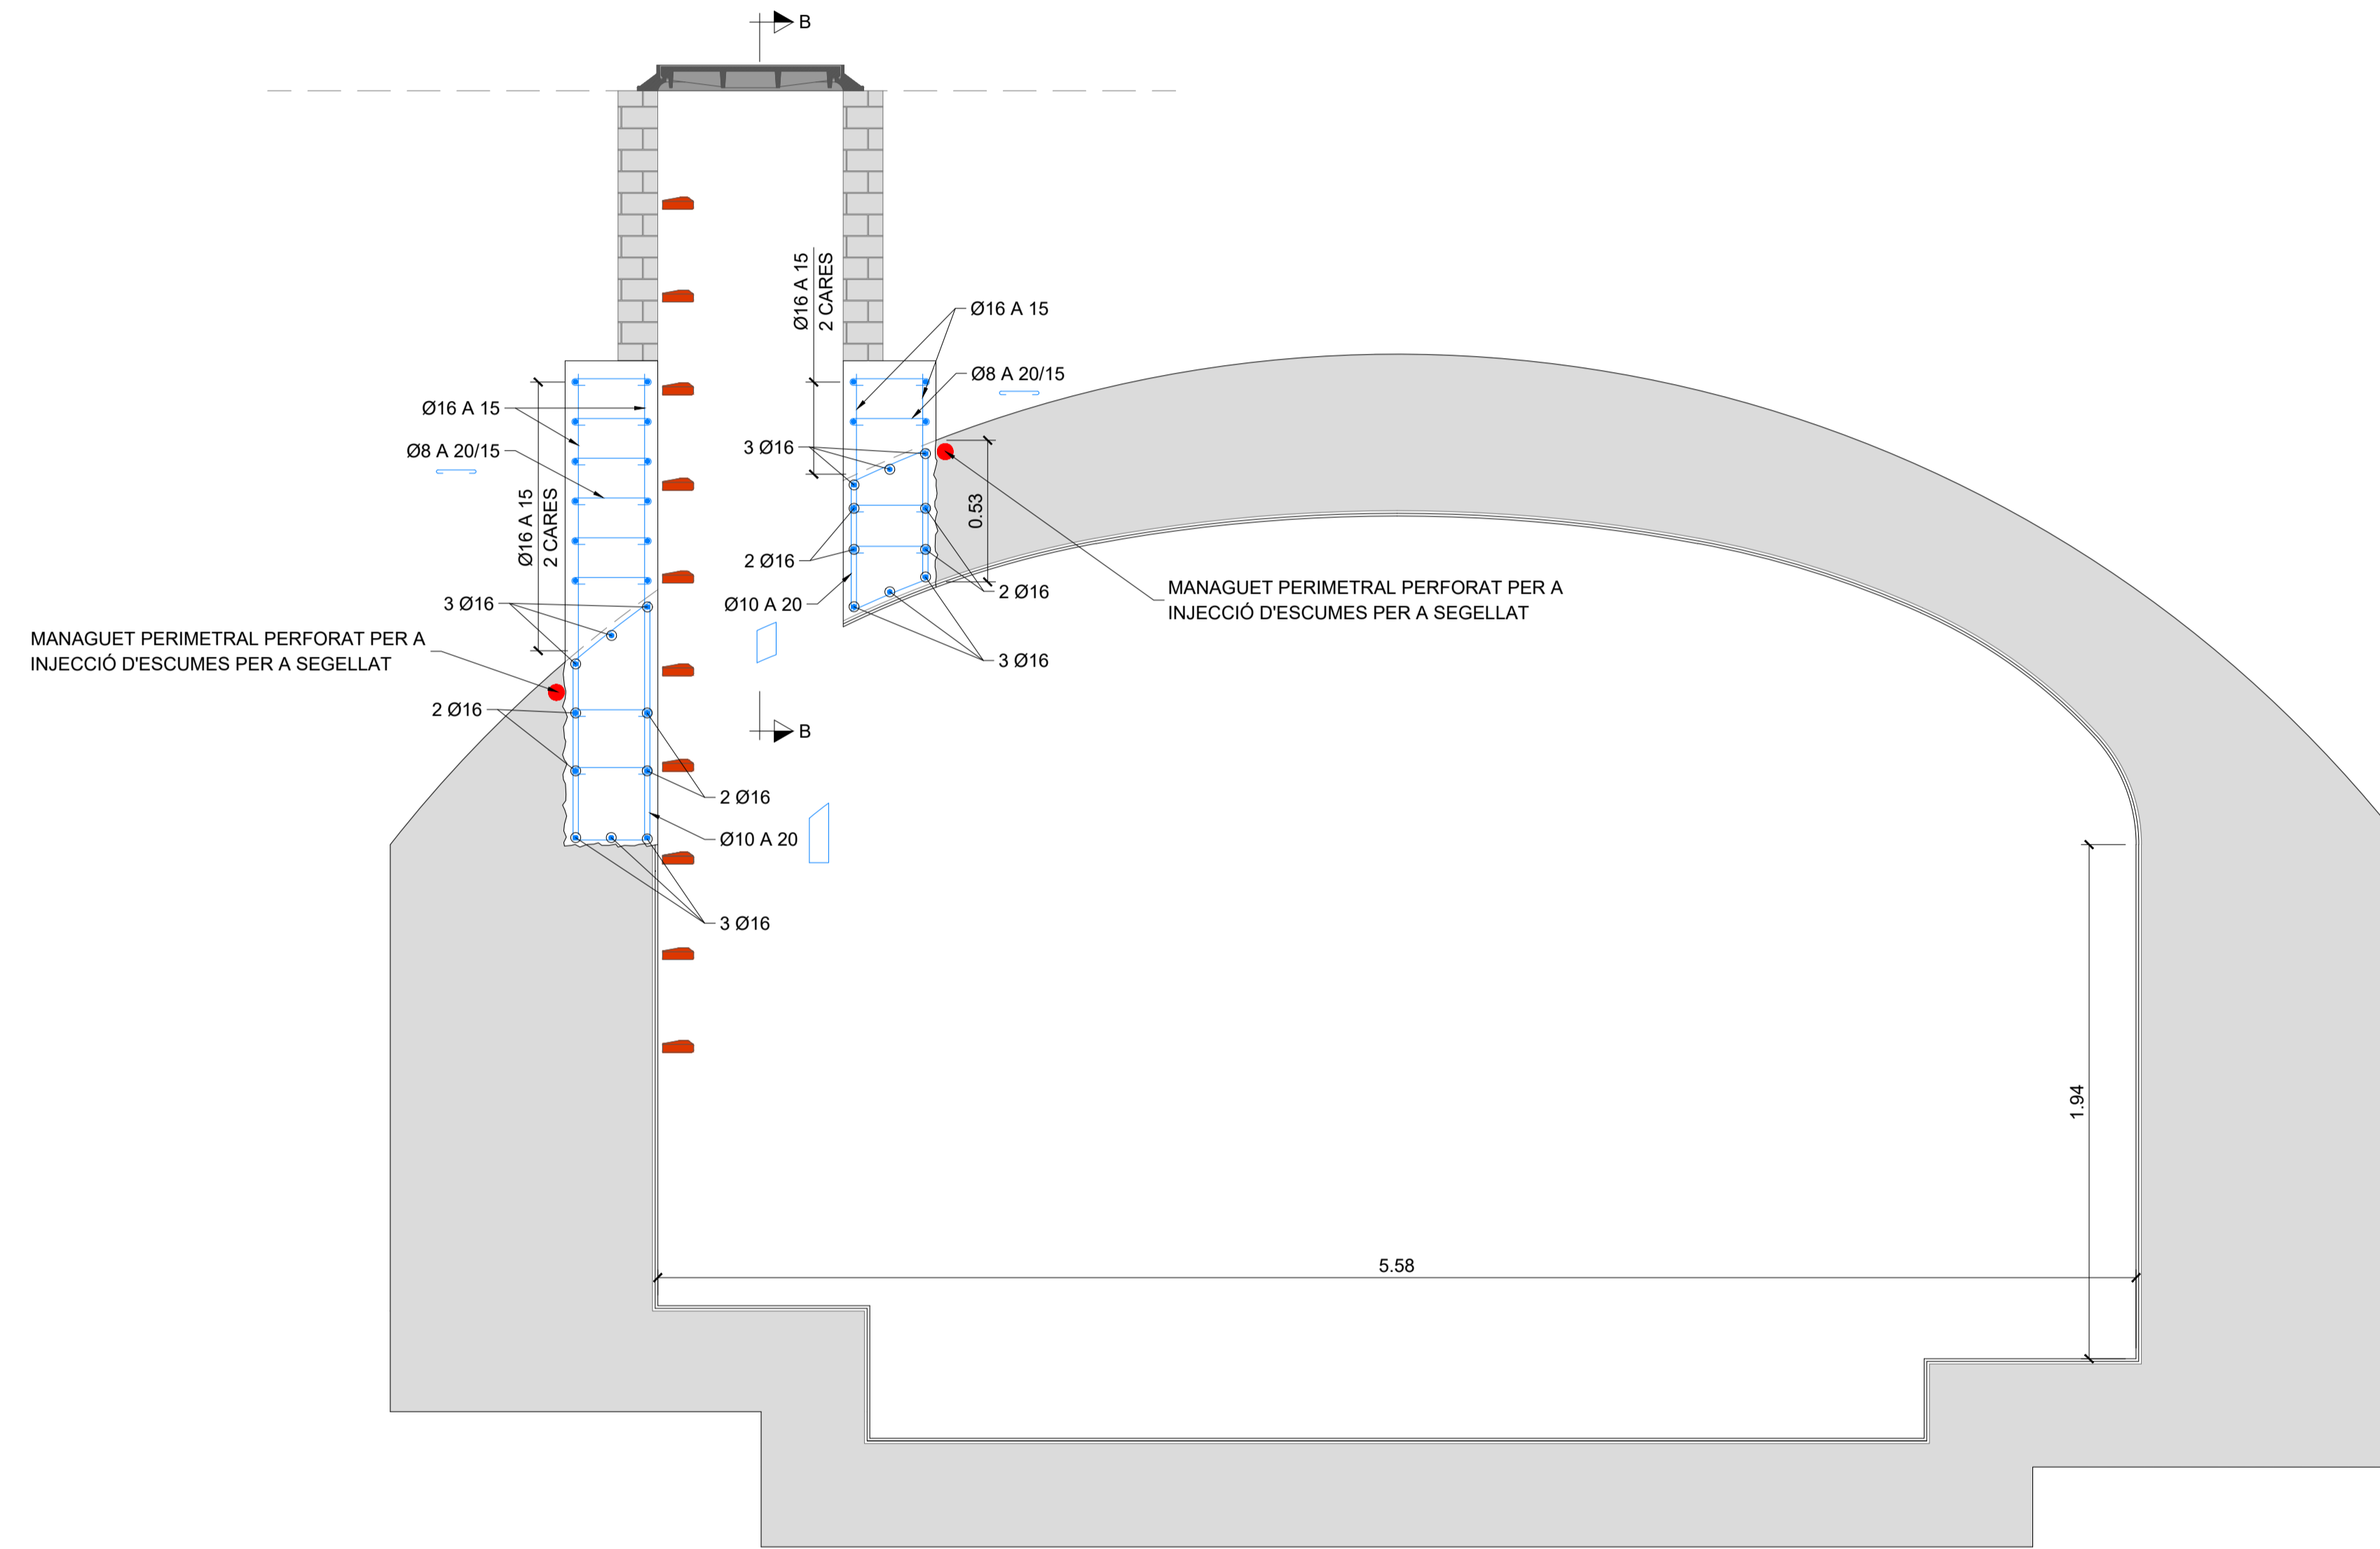 B
Ø16 A 15
2 CARES
Ø16 A 15
Ø8 A 20/15
Ø16 A 15
Ø8 A 20/15
3 Ø16
Ø16 A 15
2 CARES
0.53
2 Ø16
MANAGUET PERIMETRAL PERFORAT PER A
INJECCIÓ D'ESCUMES PER A SEGELLAT
2 Ø16
3 Ø16
Ø10 A 20
MANAGUET PERIMETRAL PERFORAT PER A
INJECCIÓ D'ESCUMES PER A SEGELLAT
3 Ø16
2 Ø16
B
2 Ø16
Ø10 A 20
3 Ø16
1.94
5.58